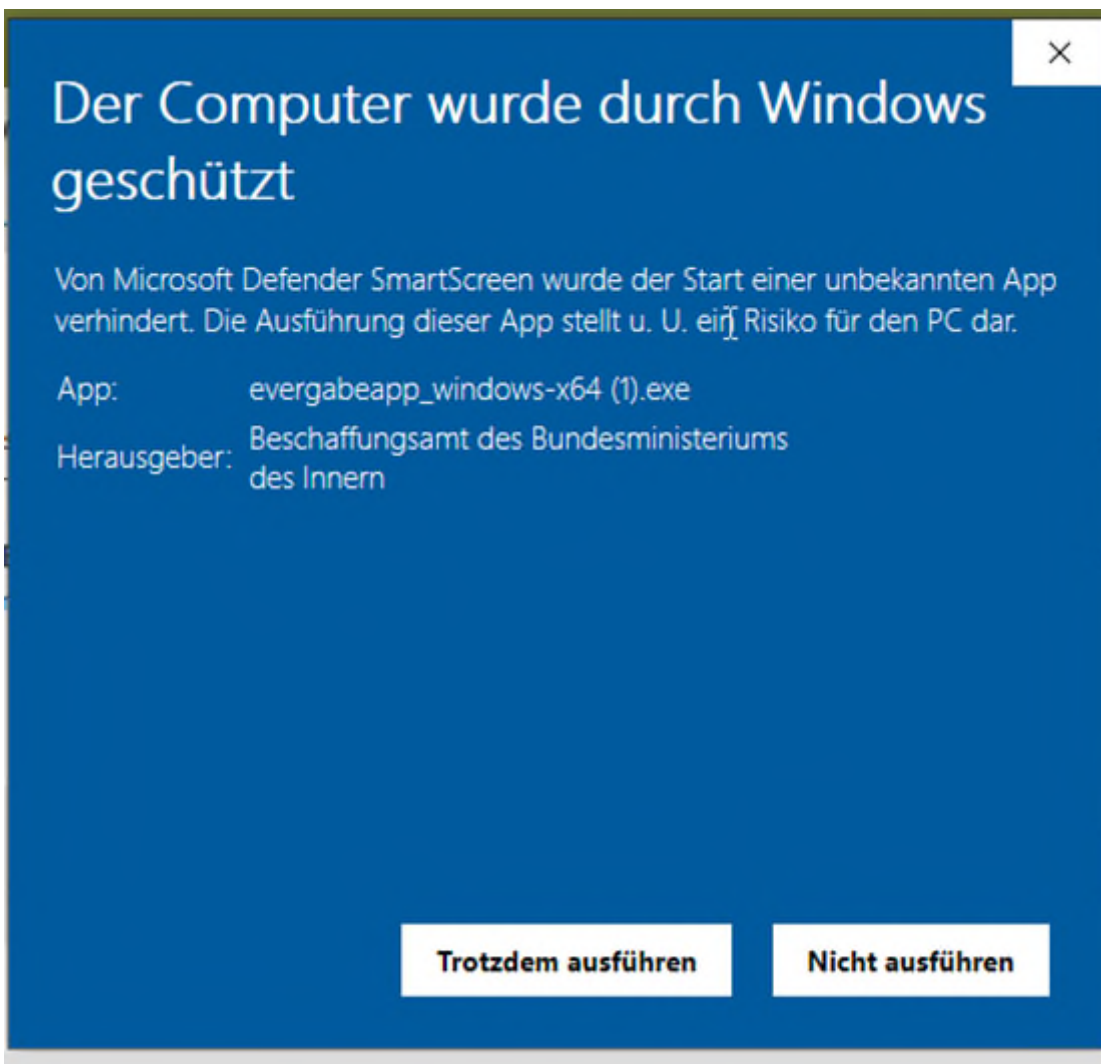 Der Computer wurde durch Windows
geschützt
Von Microsoft Defender SmartScreen wurde der Start einer unbekannten App
verhindert. Die Ausführung dieser App stellt u. U. ein Risiko für den PC dar.
App: evergabeapp_windows-x64 (1).exe
Herausgeber: Beschaffungsamt des Bundesministeriums
des Innern
Trotzdem ausführen Nicht ausführen